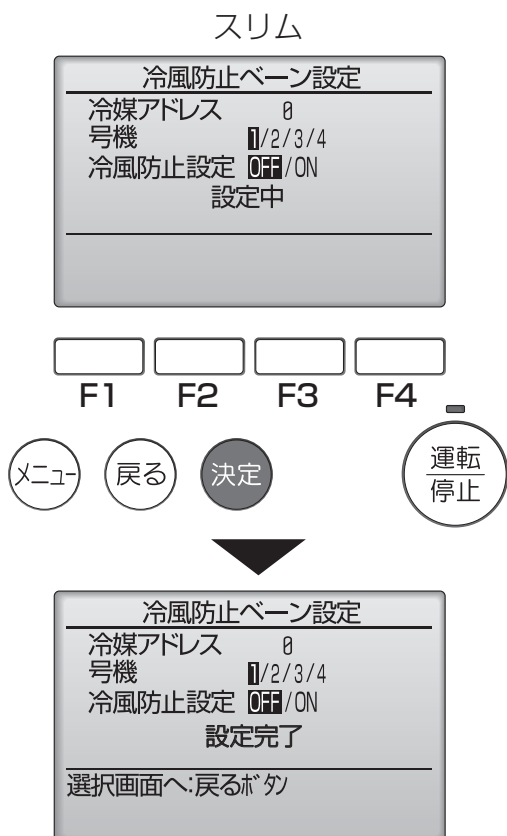 スリム
冷風防止ベーン設定
冷媒アドレス 0
号機 1/2/3/4
冷風防止設定 OFF/ON
設定中
F1 F2 F3 F4
メニュー 戻る 決定 運転
停止
冷風防止ベーン設定
冷媒アドレス 0
号機 1/2/3/4
冷風防止設定 OFF/ON
設定完了
選択画面へ:戻るボタン